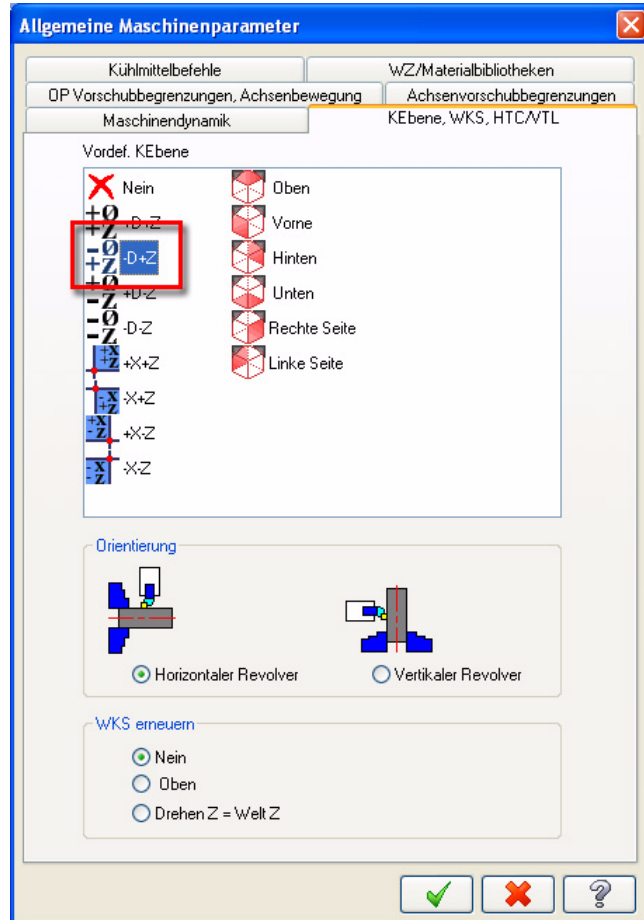 Allgemeine Maschinenparameter
Kühlmittelbefehle WZ/Materialbibliotheken
OP Vorschubbegrenzungen, Achsenbewegung Achsenvorschubbegrenzungen
Maschinendynamik KEbene, WKS, HTC/VTL
Vordef. KEbene
Nein Oben
+Ø +Z +D+Z Vorne
-Ø +Z -D+Z Hinten
+Ø -Z +D-Z Unten
-Ø -Z -D-Z Rechte Seite
+X +Z +X+Z Linke Seite
-X +Z -X+Z
+X -Z +X-Z
-X -Z -X-Z
Orientierung
Horizontaler Revolver Vertikaler Revolver
WKS erneuern
Nein
Oben
Drehen Z = Welt Z